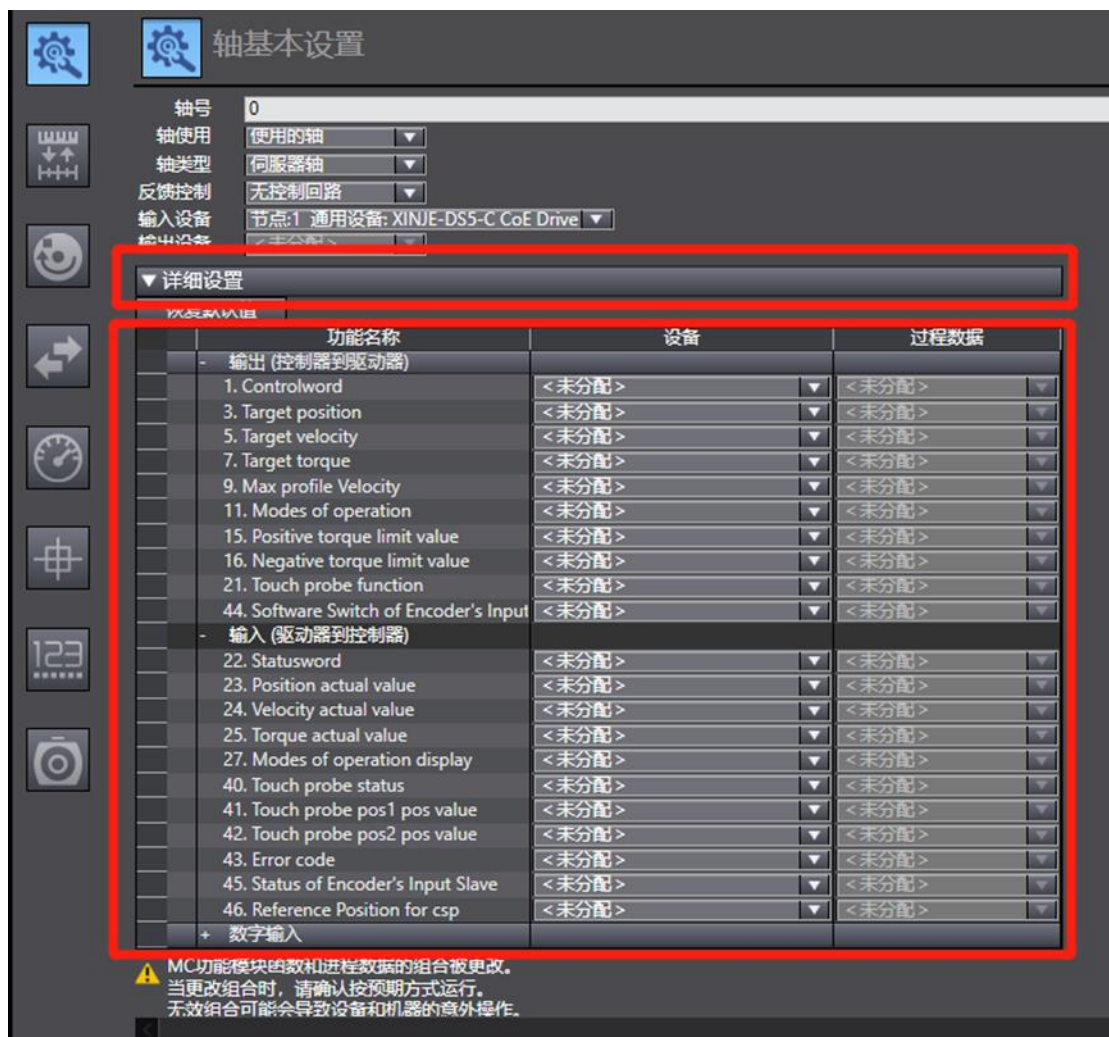 轴基本设置
轴号 0
轴使用 使用的轴
轴类型 伺服器轴
反馈控制 无控制回路
输入设备 节点:1 通用设备: XINJE-DS5-C CoE Drive
输出设备 <未分配>
详细设置
恢复默认值
功能名称 设备 过程数据
- 输出 (控制器到驱动器)
1. Controlword <未分配> <未分配>
3. Target position <未分配> <未分配>
5. Target velocity <未分配> <未分配>
7. Target torque <未分配> <未分配>
9. Max profile Velocity <未分配> <未分配>
11. Modes of operation <未分配> <未分配>
15. Positive torque limit value <未分配> <未分配>
16. Negative torque limit value <未分配> <未分配>
21. Touch probe function <未分配> <未分配>
44. Software Switch of Encoder's Input <未分配> <未分配>
- 输入 (驱动器到控制器)
22. Statusword <未分配> <未分配>
23. Position actual value <未分配> <未分配>
24. Velocity actual value <未分配> <未分配>
25. Torque actual value <未分配> <未分配>
27. Modes of operation display <未分配> <未分配>
40. Touch probe status <未分配> <未分配>
41. Touch probe pos1 pos value <未分配> <未分配>
42. Touch probe pos2 pos value <未分配> <未分配>
43. Error code <未分配> <未分配>
45. Status of Encoder's Input Slave <未分配> <未分配>
46. Reference Position for csp <未分配> <未分配>
+ 数字输入
MC功能模块函数和进程数据的组合被更改。
当更改组合时，请确认按预期方式运行。
无效组合可能会导致设备和机器的意外操作。
123